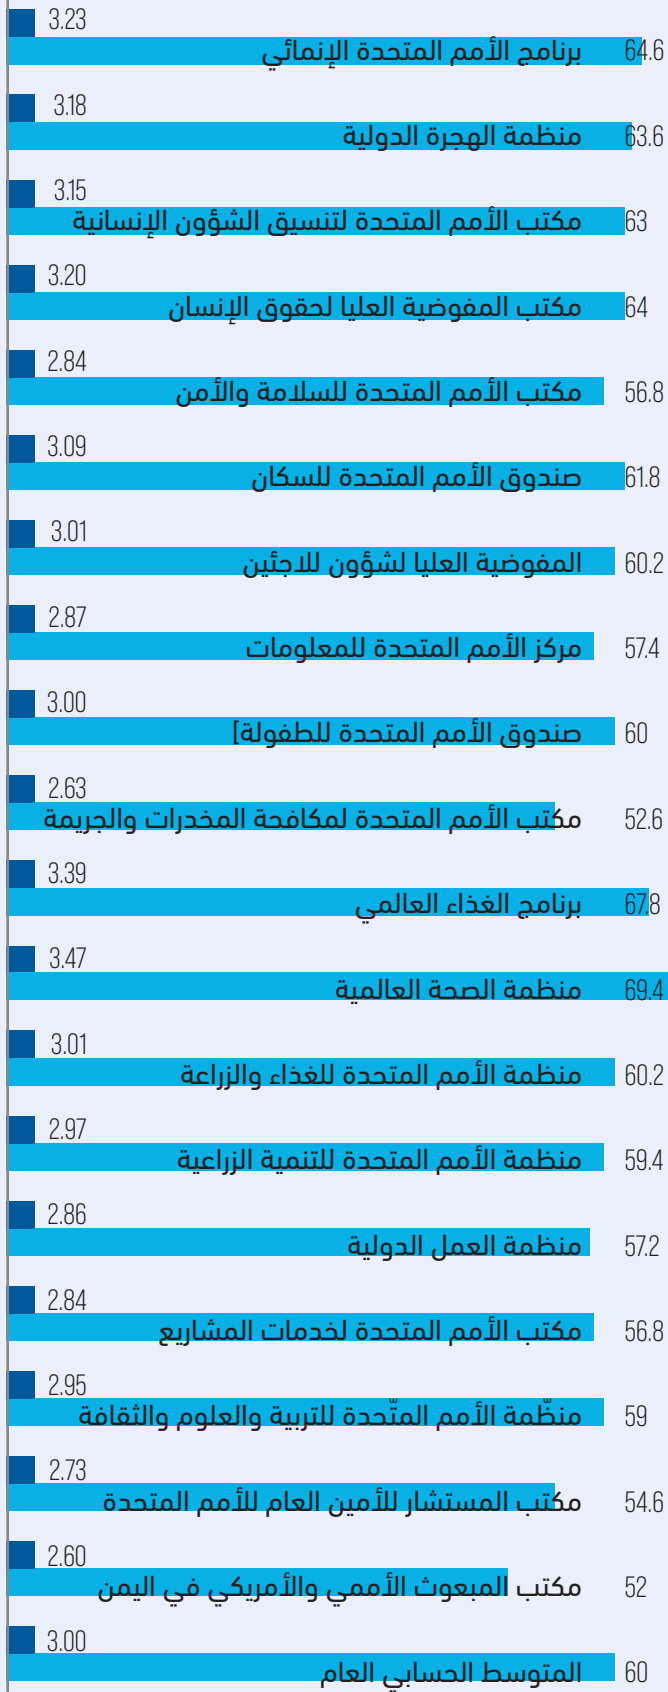 3.23
برنامج الأمم المتحدة الإنمائي 64.6
3.18
منظمة الهجرة الدولية 63.6
3.15
مكتب الأمم المتحدة لتنسيق الشؤون الإنسانية 63
3.20
مكتب المفوضية العليا لحقوق الإنسان 64
2.84
مكتب الأمم المتحدة للسلامة والأمن 56.8
3.09
صندوق الأمم المتحدة للسكان 61.8
3.01
المفوضية العليا لشؤون للاجئين 60.2
2.87
مركز الأمم المتحدة للمعلومات 57.4
3.00
صندوق الأمم المتحدة للطفولة] 60
2.63
مكتب الأمم المتحدة لمكافحة المخدرات والجريمة 52.6
3.39
برنامج الغذاء العالمي 67.8
3.47
منظمة الصحة العالمية 69.4
3.01
منظمة الأمم المتحدة للغذاء والزراعة 60.2
2.97
منظمة الأمم المتحدة للتنمية الزراعية 59.4
2.86
منظمة العمل الدولية 57.2
2.84
مكتب الأمم المتحدة لخدمات المشاريع 56.8
2.95
منظّمة الأمم المتّحدة للتربية والعلوم والثقافة 59
2.73
مكتب المستشار للأمين العام للأمم المتحدة 54.6
2.60
مكتب المبعوث الأممي والأمريكي في اليمن 52
3.00
المتوسط الحسابي العام 60